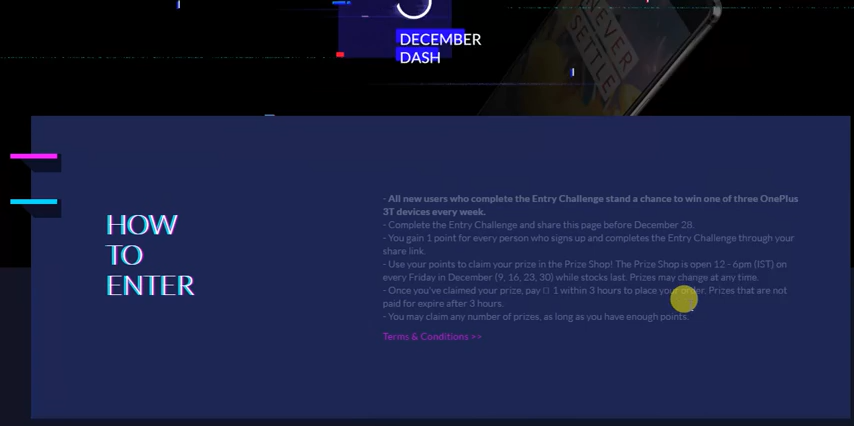 DECEMBER
DASH
EVER
SETTLE
HOW
TO
ENTER
- All new users who complete the Entry Challenge stand a chance to win one of three OnePlus
3T devices every week.
- Complete the Entry Challenge and share this page before December 28.
- You gain 1 point for every person who signs up and completes the Entry Challenge through your
share link.
- Use your points to claim your prize in the Prize Shop! The Prize Shop is open 12 - 6pm (IST) on
every Friday in December (9, 16, 23, 30) while stocks last. Prizes may change at any time.
- Once you've claimed your prize, pay 1 within 3 hours to place your order. Prizes that are not
paid for expire after 3 hours.
- You may claim any number of prizes, as long as you have enough points.
Terms & Conditions >>